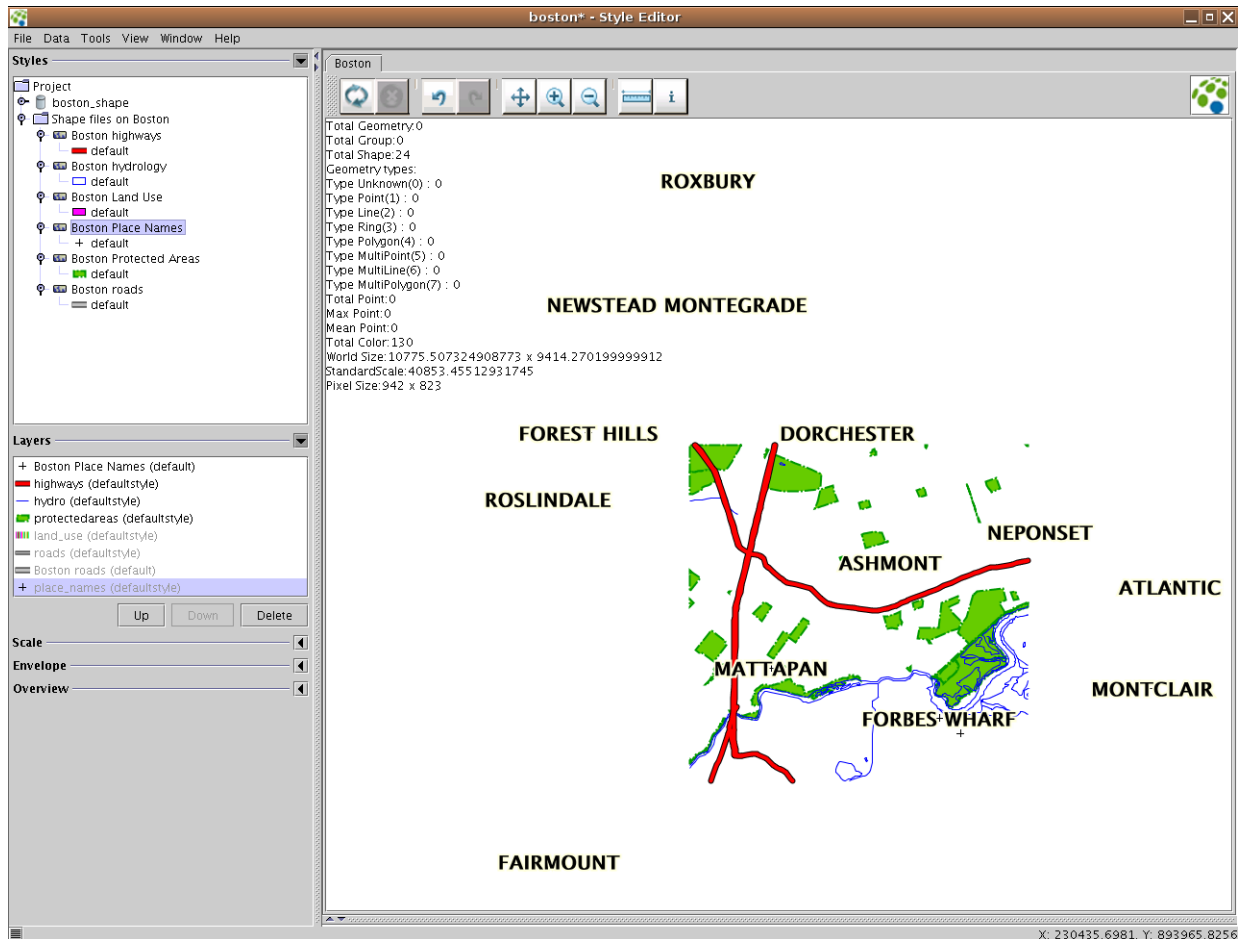 boston* - Style Editor
File Data Tools View Window Help
Styles
Project
boston_shape
Shape files on Boston
Boston highways
default
Boston hydrology
default
Boston Land Use
default
Boston Place Names
default
Boston Protected Areas
default
Boston roads
default
Layers
Boston Place Names (default)
highways (defaultstyle)
hydro (defaultstyle)
protectedareas (defaultstyle)
land_use (defaultstyle)
roads (defaultstyle)
Boston roads (default)
place_names (defaultstyle)
Up Down Delete
Scale
Envelope
Overview
Boston
Total Geometry:0
Total Group:0
Total Shape:24
Geometry types:
Type Unknown(0) : 0
Type Point(1) : 0
Type Line(2) : 0
Type Ring(3) : 0
Type Polygon(4) : 0
Type MultiPoint(5) : 0
Type MultiLine(6) : 0
Type MultiPolygon(7) : 0
Total Point:0
Max Point:0
Mean Point:0
Total Color:130
World Size:10775.507324908773 x 9414.270199999912
StandardScale:40853.45512931745
Pixel Size:942 x 823
ROXBURY
NEWSTEAD MONTEGRADE
FOREST HILLS
DORCHESTER
ROSLINDALE
NEPONSET
ASHMONT
ATLANTIC
MATTAPAN
MONTCLAIR
FORBES WHARF
FAIRMOUNT
X: 230435.6981, Y: 893965.8256